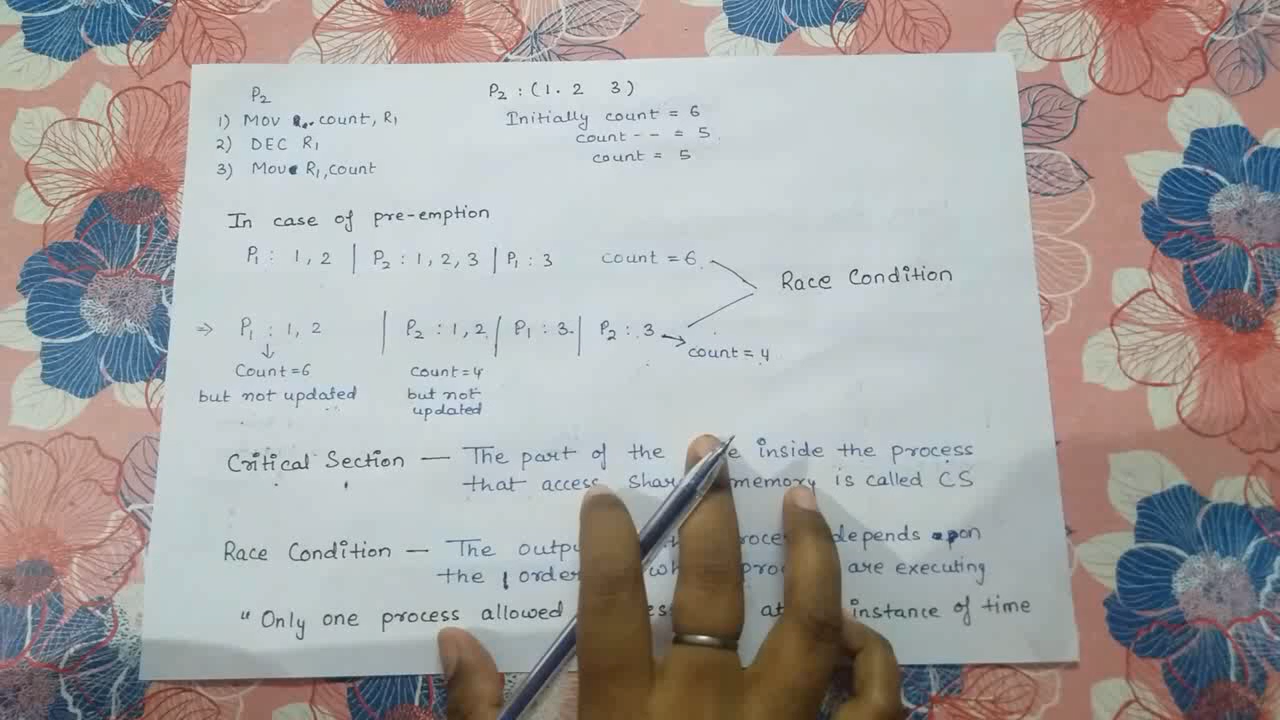 P2
1) MOV count, R1
2) DEC R1
3) Move R1, count
P2 : (1. 2 3)
Initially count = 6
count -- = 5
count = 5
In case of pre-emption
P1 : 1, 2 | P2 : 1, 2, 3 | P1 : 3 count = 6
Race Condition
⇒ P1 : 1, 2 | P2 : 1, 2 | P1 : 3 | P2 : 3 → count = 4
↓
Count=6
but not updated
Count=4
but not
updated
Critical Section — The part of the inside the process
that access memory is called CS
Race Condition — The depends upon
the order are executing
"Only one process allowed at instance of time